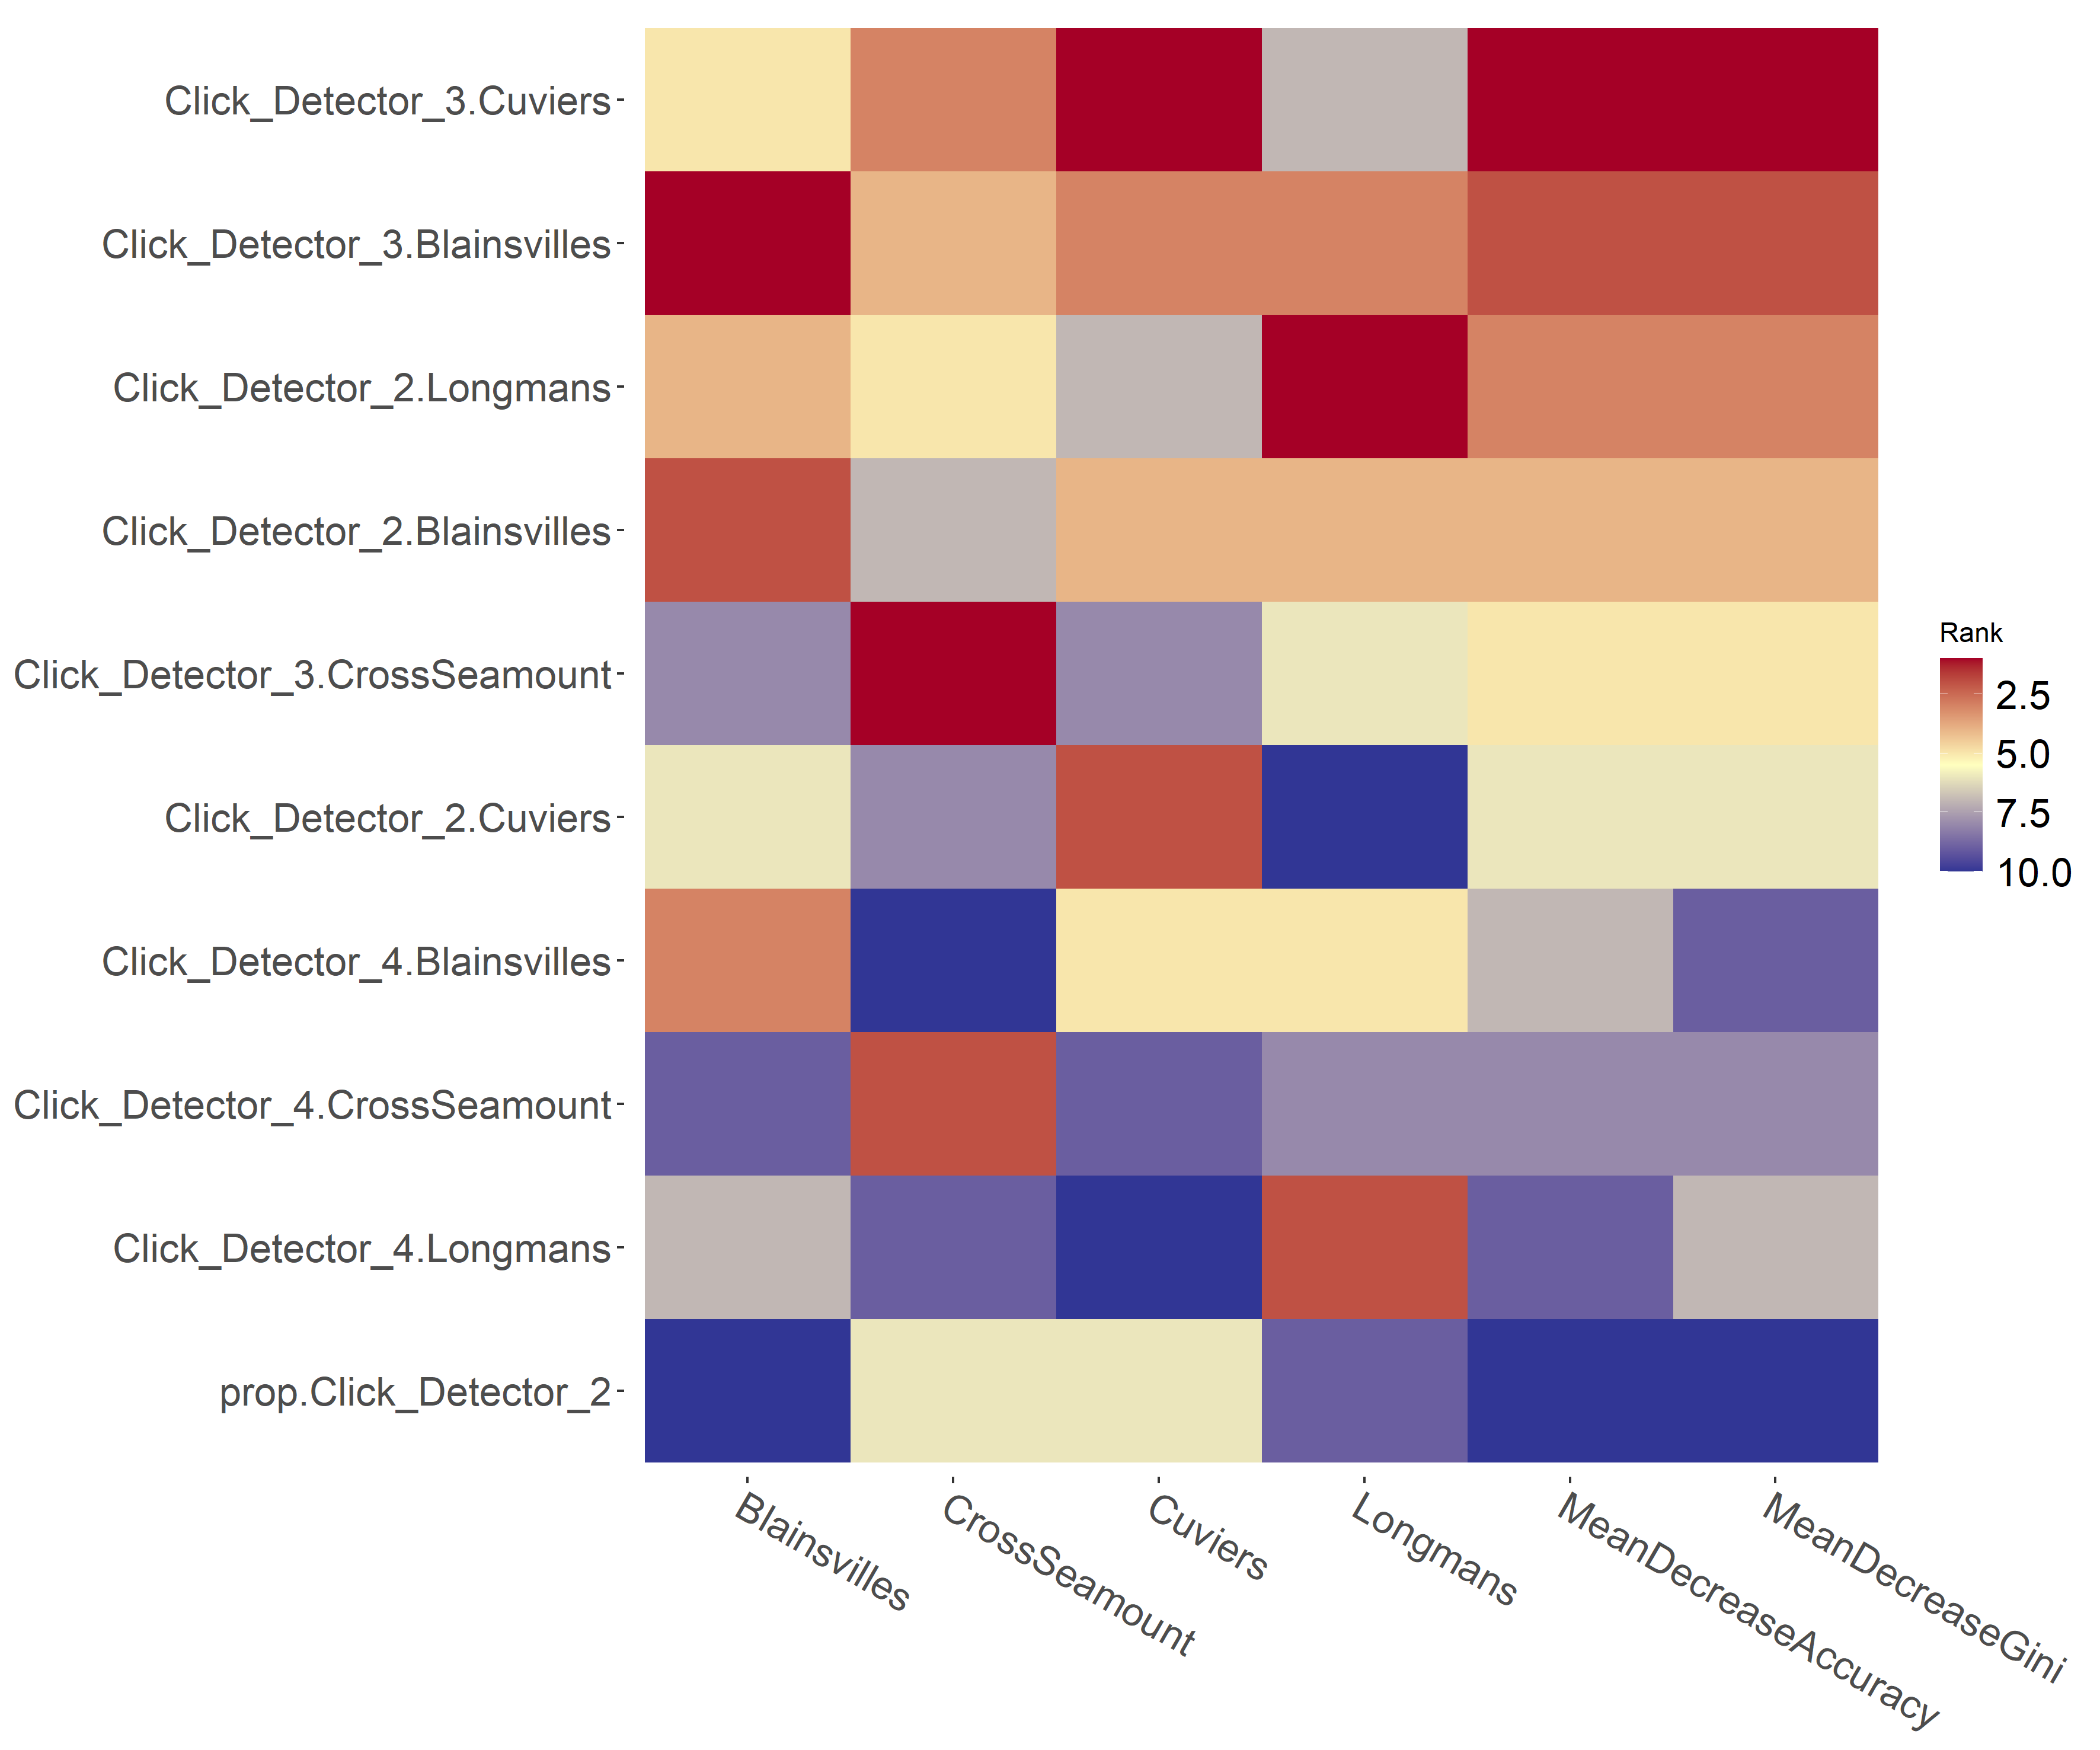 Click_Detector_3.Cuviers
Click_Detector_3.Blainsvilles
Click_Detector_2.Longmans
Click_Detector_2.Blainsvilles
Click_Detector_3.CrossSeamount
Click_Detector_2.Cuviers
Click_Detector_4.Blainsvilles
Click_Detector_4.CrossSeamount
Click_Detector_4.Longmans
prop.Click_Detector_2
Blainsvilles
CrossSeamount
Cuviers
Longmans
MeanDecreaseAccuracy
MeanDecreaseGini
Rank
2.5
5.0
7.5
10.0